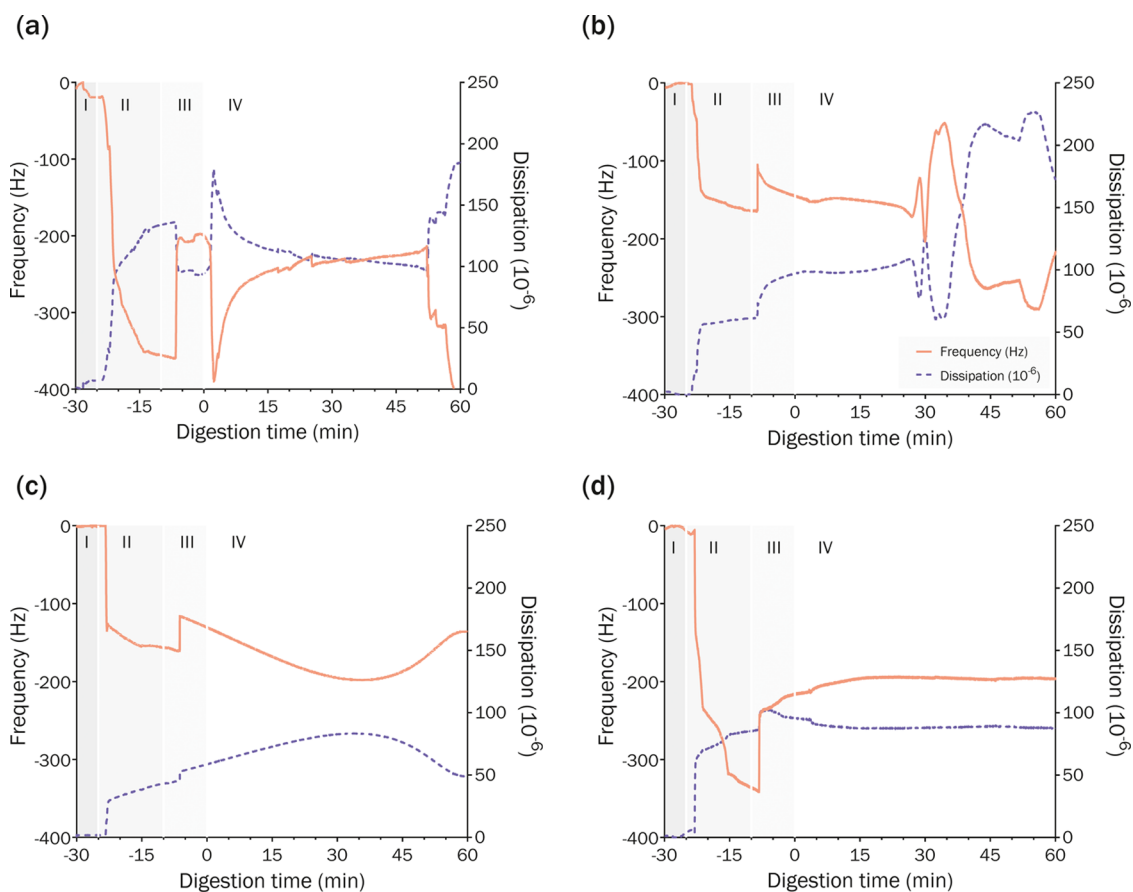 (a)
0
-100
-200
-300
-400
Frequency (Hz)
I II III IV
250
200
150
100
50
0
Dissipation (10-6)
-30 -15 0 15 30 45 60
Digestion time (min)
(b)
0
-100
-200
-300
-400
Frequency (Hz)
I II III IV
Frequency (Hz)
Dissipation (10-6)
250
200
150
100
50
0
Dissipation (10-6)
-30 -15 0 15 30 45 60
Digestion time (min)
(c)
0
-100
-200
-300
-400
Frequency (Hz)
I II III IV
250
200
150
100
50
0
Dissipation (10-6)
-30 -15 0 15 30 45 60
Digestion time (min)
(d)
0
-100
-200
-300
-400
Frequency (Hz)
I II III IV
250
200
150
100
50
0
Dissipation (10-6)
-30 -15 0 15 30 45 60
Digestion time (min)